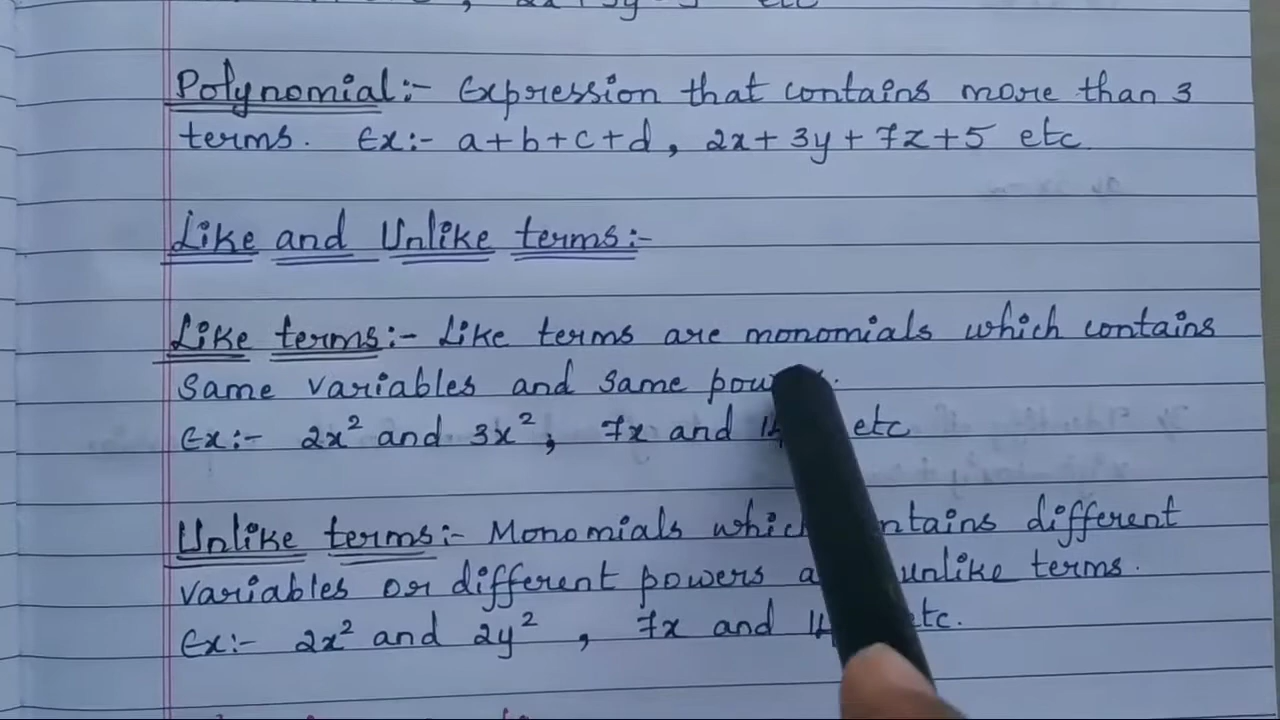 Polynomial:- Expression that contains more than 3
terms. Ex:- a+b+c+d, 2x+3y+7z+5 etc
Like and Unlike terms:-
Like terms:- Like terms are monomials which contains
same variables and same
Ex:- 2x² and 3x², 7x and etc
Unlike terms:- Monomials which different
variables or different powers unlike terms.
Ex:- 2x² and 2y², 7x and etc.